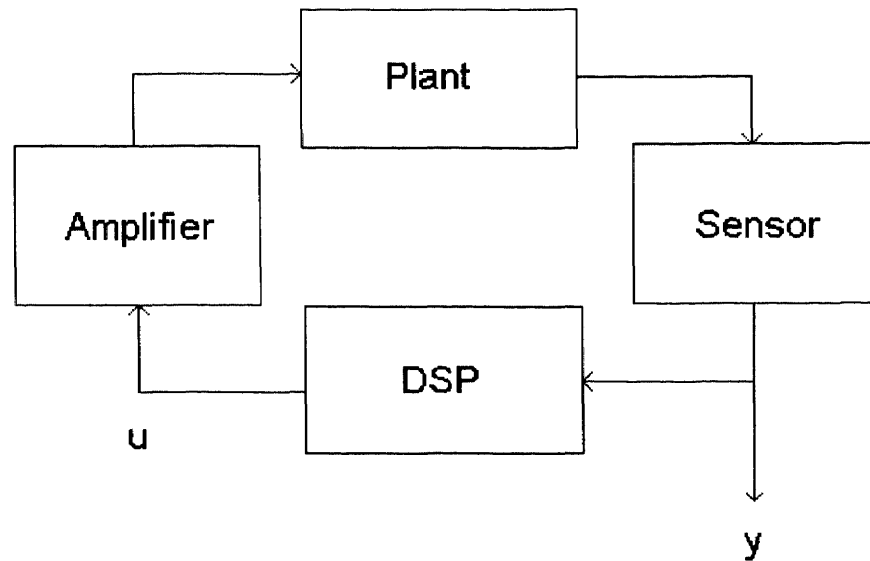 Plant
Amplifier
Sensor
DSP
u
y